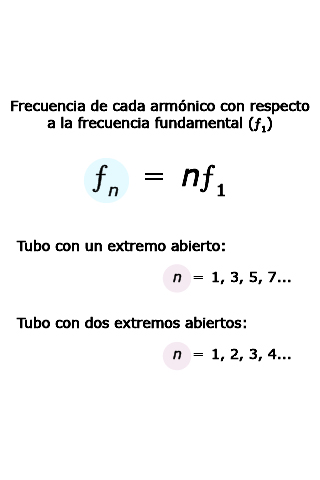 Frecuencia de cada armónico con respecto
a la frecuencia fundamental (f₁)
fₙ = nf₁
Tubo con un extremo abierto:
n = 1, 3, 5, 7...
Tubo con dos extremos abiertos:
n = 1, 2, 3, 4...